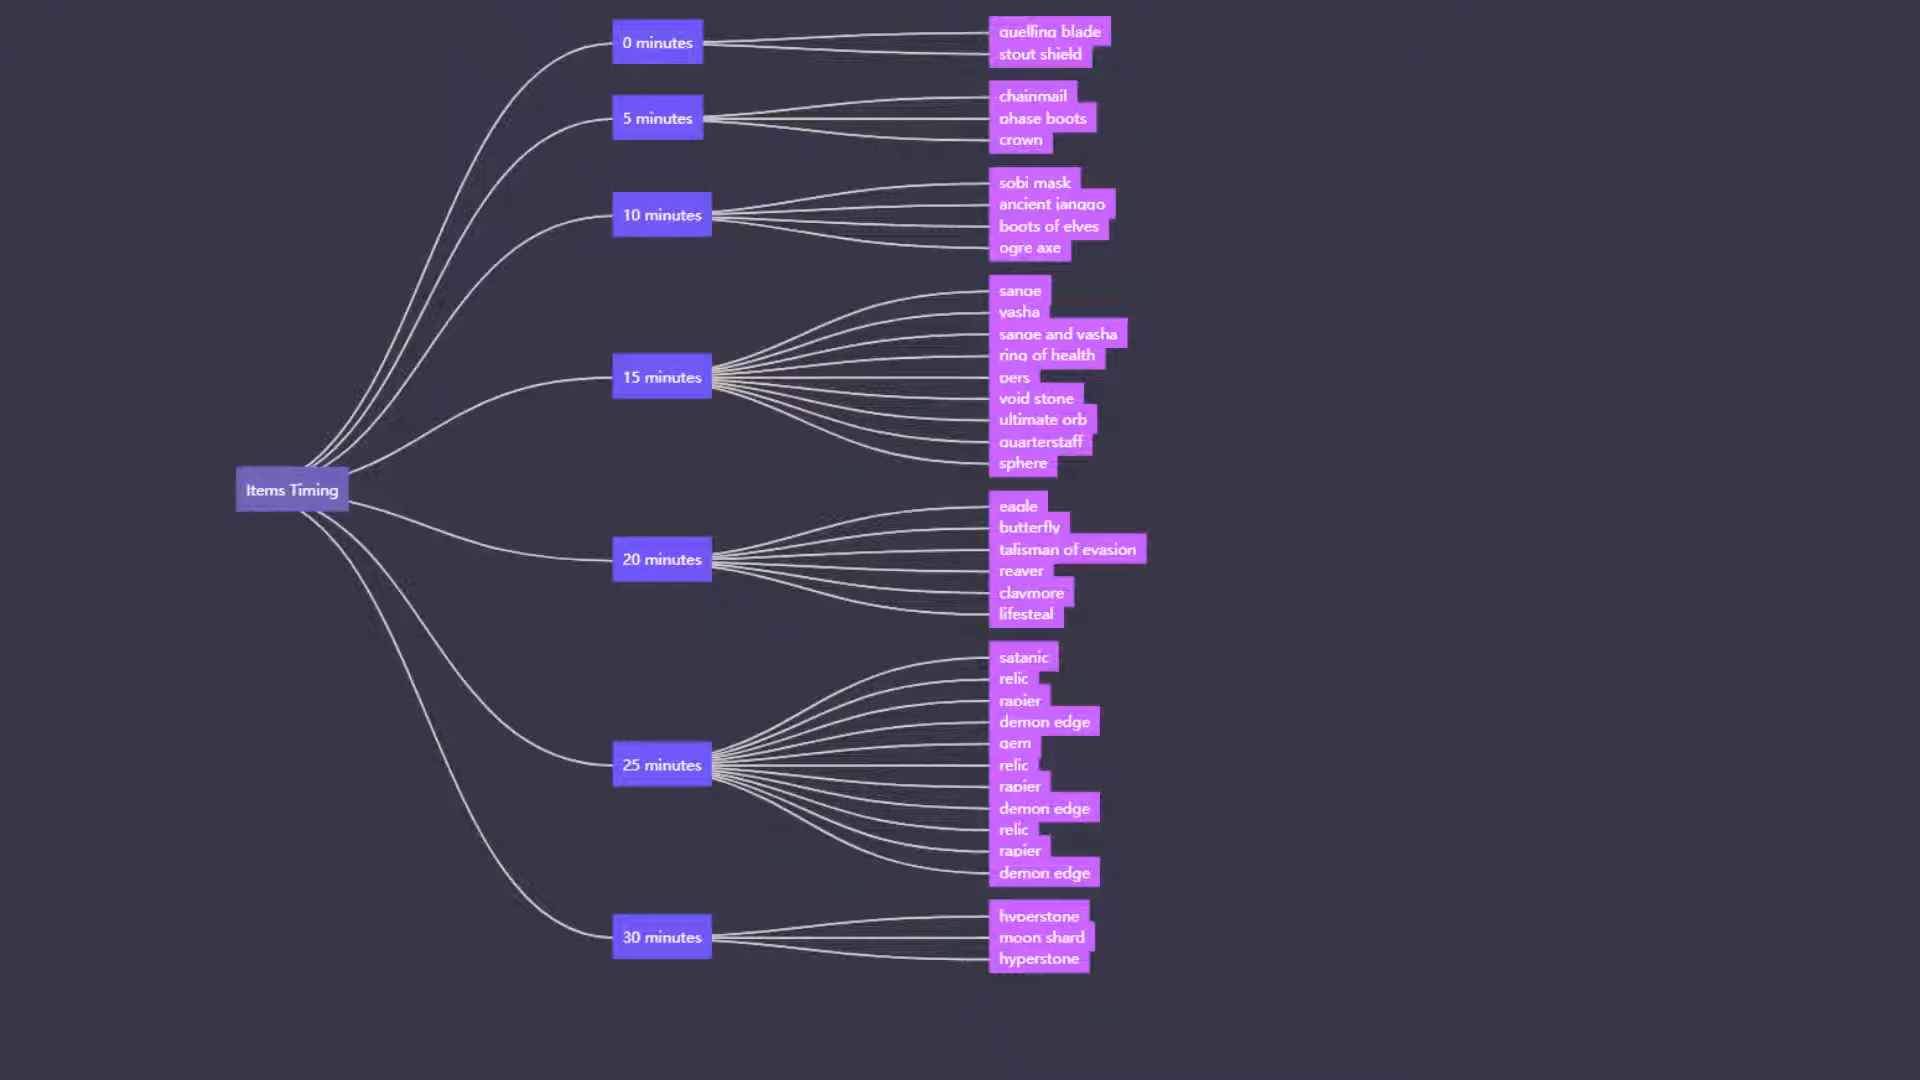 Items Timing
0 minutes
quelling blade
stout shield
5 minutes
chainmail
phase boots
crown
10 minutes
sobi mask
ancient janggo
boots of elves
ogre axe
15 minutes
sange
yasha
sange and yasha
ring of health
pers
void stone
ultimate orb
quarterstaff
sphere
20 minutes
eagle
butterfly
talisman of evasion
reaver
claymore
lifesteal
25 minutes
satanic
relic
rapier
demon edge
gem
relic
rapier
demon edge
relic
rapier
demon edge
30 minutes
hyperstone
moon shard
hyperstone